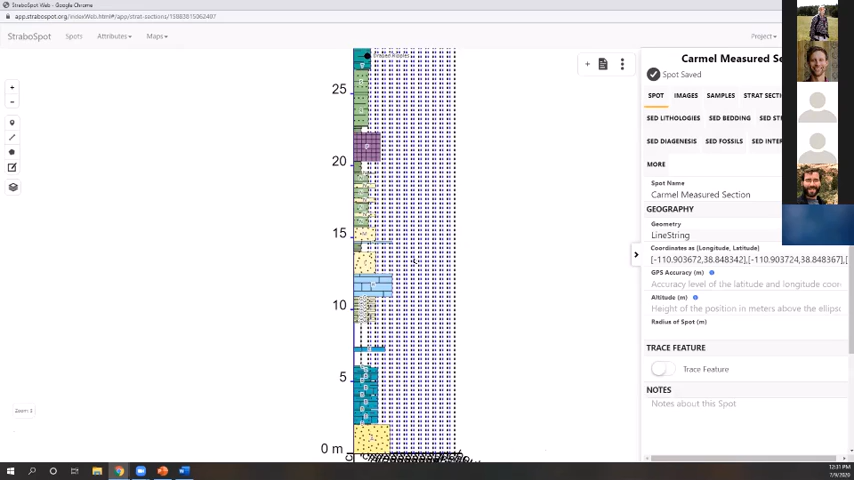 StraboSpot Web - Google Chrome
app.strabospot.org/indexWeb.html#/app/strat-sections/15883815062407
StraboSpot Spots Attributes Maps Project
Carmel Measured Se
Spot Saved
SPOT IMAGES SAMPLES STRAT SECTI
SED LITHOLOGIES SED BEDDING SED ST
SED DIAGENESIS SED FOSSILS SED INTER
MORE
Spot Name
Carmel Measured Section
GEOGRAPHY
Geometry
LineString
Coordinates as (Longitude, Latitude)
[-110.903672,38.848342],[-110.903724,38.848367],[
GPS Accuracy (m)
Accuracy level of the latitude and longitude coor
Altitude (m)
Height of the position in meters above the ellips
Radius of Spot (m)
TRACE FEATURE
Trace Feature
NOTES
Notes about this Spot
25
20
15
10
5
0 m
Zoom: 3
12:31 PM
7/9/2020